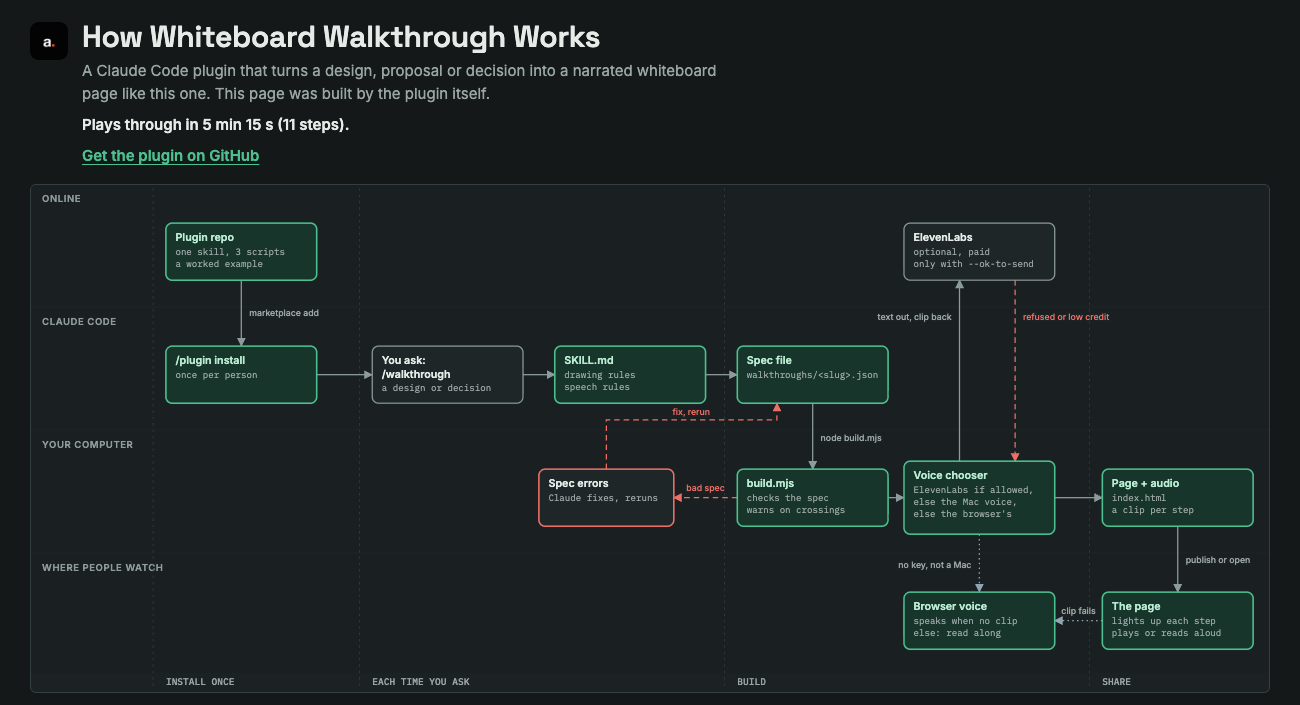 a.
How Whiteboard Walkthrough Works
A Claude Code plugin that turns a design, proposal or decision into a narrated whiteboard
page like this one. This page was built by the plugin itself.
Plays through in 5 min 15 s (11 steps).
Get the plugin on GitHub
ONLINE
Plugin repo
one skill, 3 scripts
a worked example
ElevenLabs
optional, paid
only with --ok-to-send
marketplace add
text out, clip back
refused or low credit
CLAUDE CODE
/plugin install
once per person
You ask:
/walkthrough
a design or decision
SKILL.md
drawing rules
speech rules
Spec file
walkthroughs/<slug>.json
fix, rerun
node build.mjs
YOUR COMPUTER
Spec errors
Claude fixes, reruns
bad spec
build.mjs
checks the spec
warns on crossings
Voice chooser
ElevenLabs if allowed,
else the Mac voice,
else the browser's
Page + audio
index.html
a clip per step
no key, not a Mac
publish or open
WHERE PEOPLE WATCH
Browser voice
speaks when no clip
else: read along
clip fails
The page
lights up each step
plays or reads aloud
INSTALL ONCE
EACH TIME YOU ASK
BUILD
SHARE